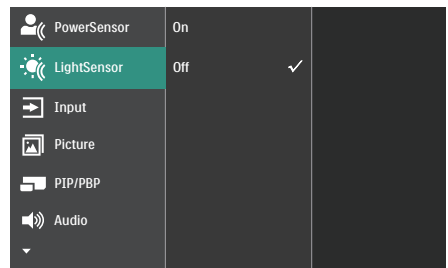 PowerSensor
On
LightSensor
Off
Input
Picture
PIP/PBP
Audio